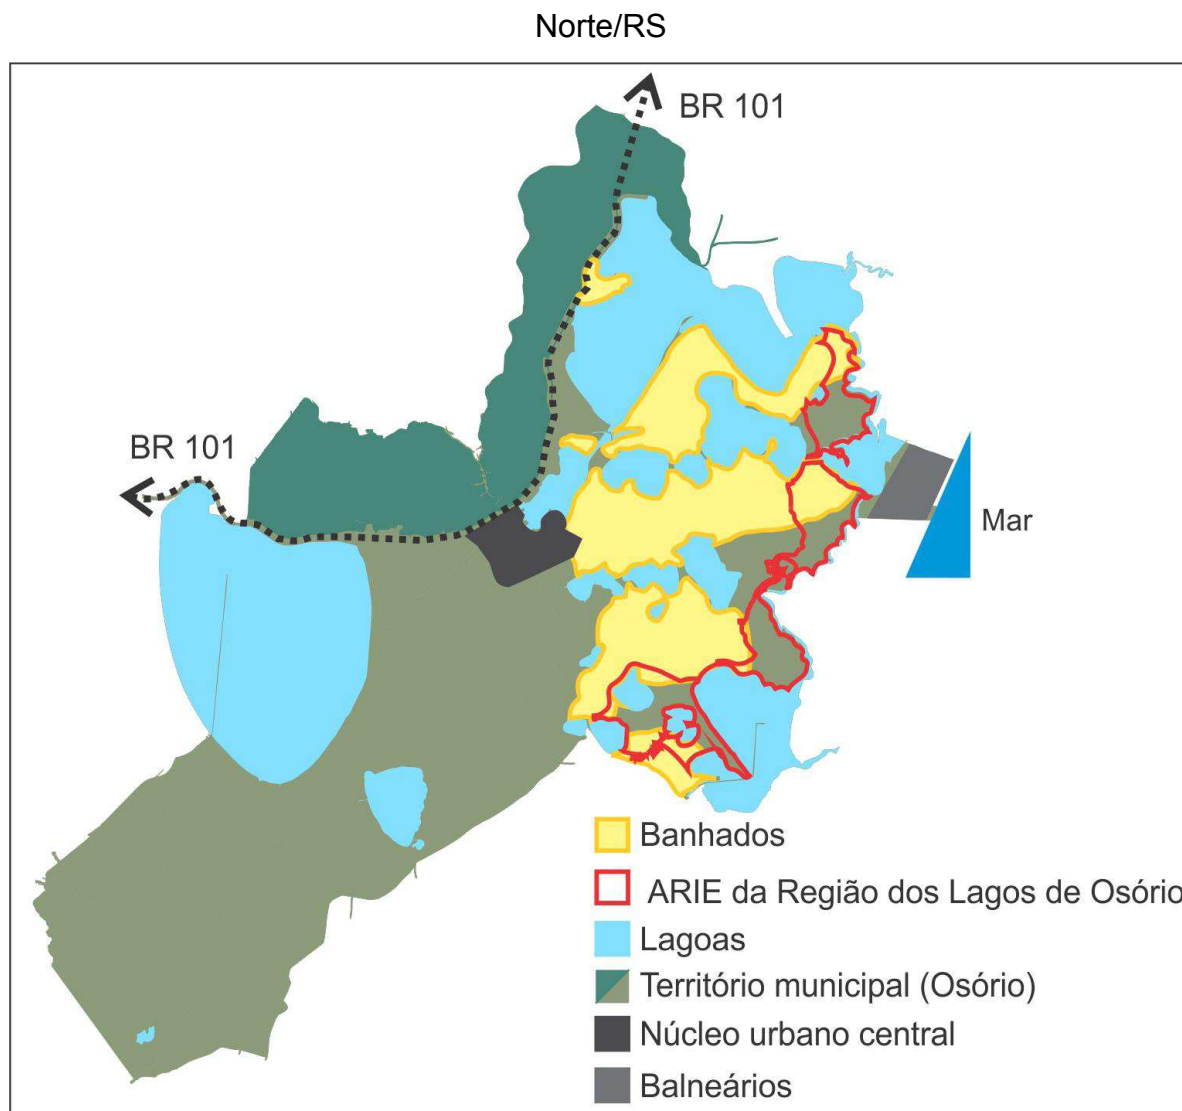 Norte/RS
BR 101
BR 101
Mar
Banhados
ARIE da Região dos Lagos de Osório
Lagoas
Território municipal (Osório)
Núcleo urbano central
Balneários